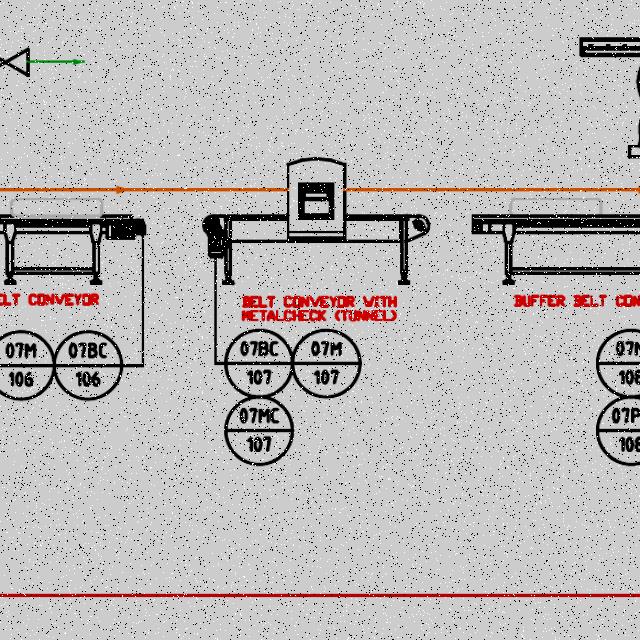 BELT CONVEYOR WITH
METALCHECK (TUNNEL)
LT CONVEYOR
BUFFER BELT CON
07M
106
07BC
106
07BC
107
07M
107
07MC
107
07M
108
07P
108